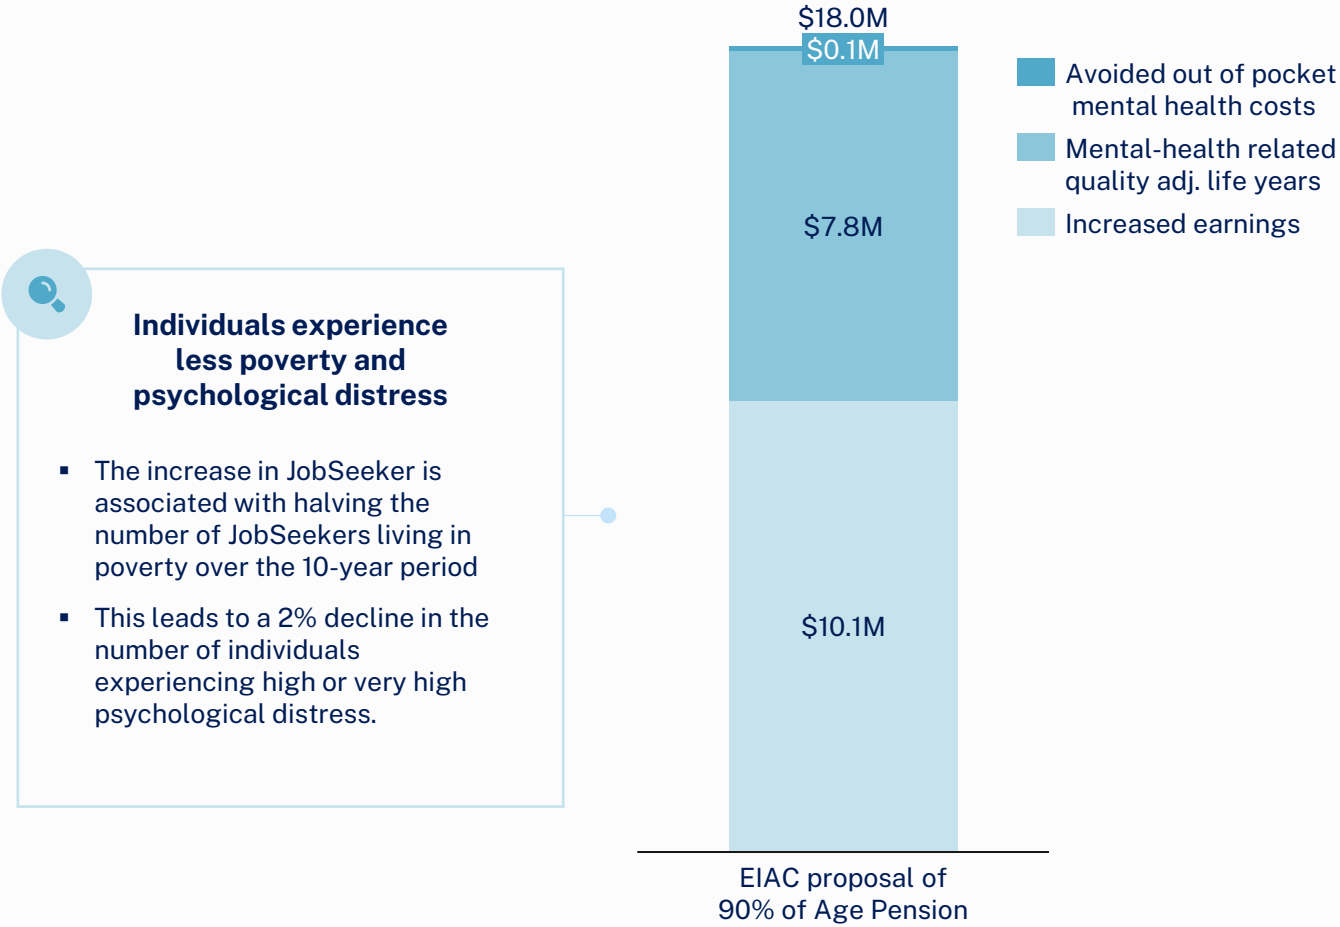 $18.0M
$0.1M
Avoided out of pocket
mental health costs
Mental-health related
quality adj. life years
Increased earnings
$7.8M
$10.1M
EIAC proposal of
90% of Age Pension
Individuals experience
less poverty and
psychological distress
▪ The increase in JobSeeker is
associated with halving the
number of JobSeekers living in
poverty over the 10-year period
▪ This leads to a 2% decline in the
number of individuals
experiencing high or very high
psychological distress.